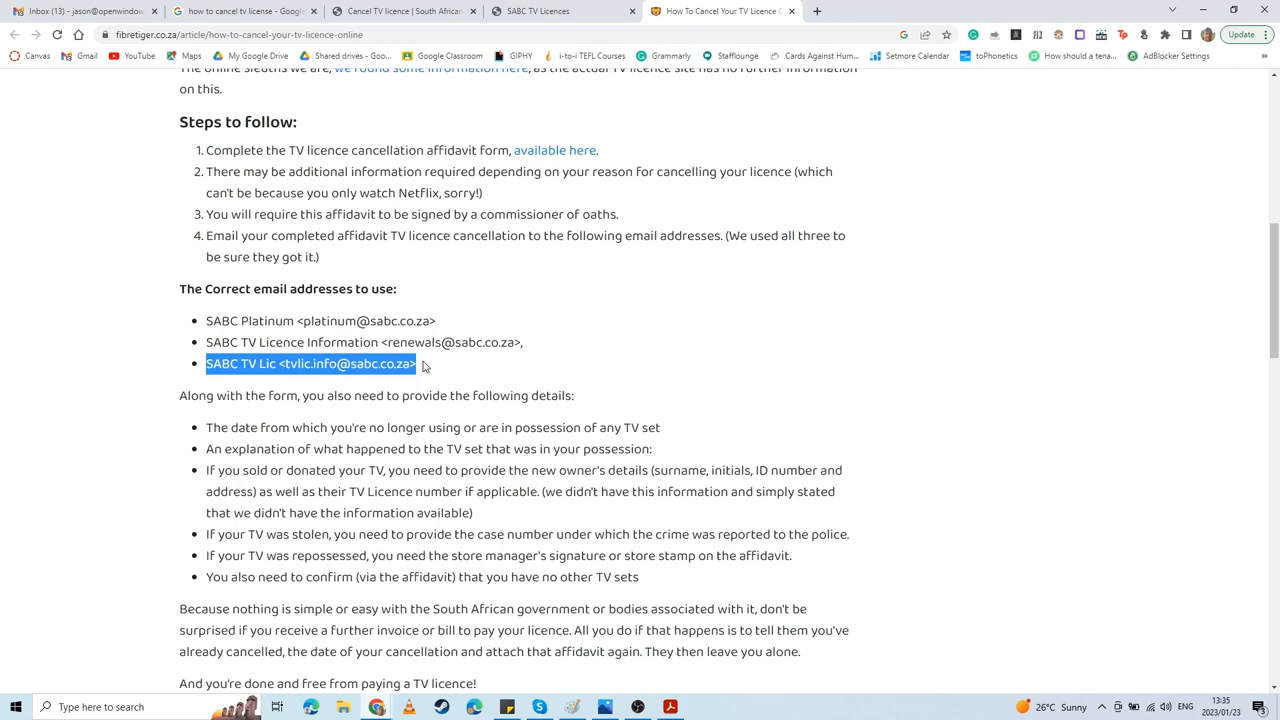 Inbox (13) - jason@openwindow
how to cancel tv license - Google
Cancel TV licence | South African
SABC TV Licences
How To Cancel Your TV Licence O
fibretiger.co.za/article/how-to-cancel-your-tv-licence-online
Update
Canvas
Gmail
YouTube
Maps
My Google Drive
Shared drives - Goo...
Google Classroom
GIPHY
i-to-i TEFL Courses
Grammarly
Stafflounge
Cards Against Hum...
Setmore Calendar
toPhonetics
How should a tena...
AdBlocker Settings
The online sleuths we are, we found some information here, as the actual TV licence site has no further information
on this.
Steps to follow:
1. Complete the TV licence cancellation affidavit form, available here.
2. There may be additional information required depending on your reason for cancelling your licence (which
can't be because you only watch Netflix, sorry!)
3. You will require this affidavit to be signed by a commissioner of oaths.
4. Email your completed affidavit TV licence cancellation to the following email addresses. (We used all three to
be sure they got it.)
The Correct email addresses to use:
• SABC Platinum <platinum@sabc.co.za>
• SABC TV Licence Information <renewals@sabc.co.za>,
• SABC TV Lic <tvlic.info@sabc.co.za>
Along with the form, you also need to provide the following details:
• The date from which you're no longer using or are in possession of any TV set
• An explanation of what happened to the TV set that was in your possession:
• If you sold or donated your TV, you need to provide the new owner's details (surname, initials, ID number and
address) as well as their TV Licence number if applicable. (we didn't have this information and simply stated
that we didn't have the information available)
• If your TV was stolen, you need to provide the case number under which the crime was reported to the police.
• If your TV was repossessed, you need the store manager's signature or store stamp on the affidavit.
• You also need to confirm (via the affidavit) that you have no other TV sets
Because nothing is simple or easy with the South African government or bodies associated with it, don't be
surprised if you receive a further invoice or bill to pay your licence. All you do if that happens is to tell them you've
already cancelled, the date of your cancellation and attach that affidavit again. They then leave you alone.
And you're done and free from paying a TV licence!
Type here to search
26°C Sunny
ENG
13:35
2023/01/23